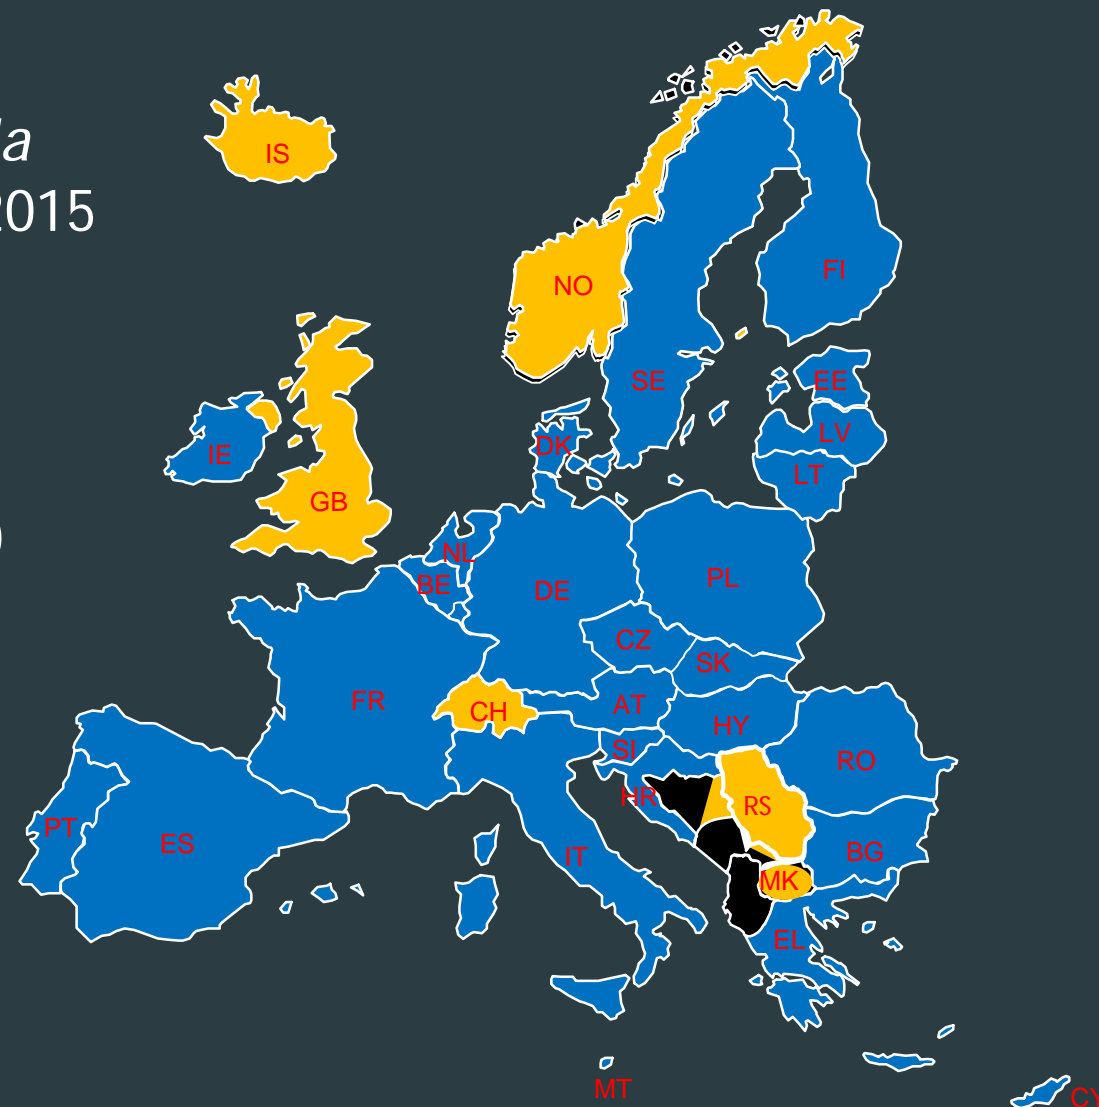 la
2015
)
IS
NO
FI
SE
EE
LV
LT
DK
IE
GB
NL
BE
DE
PL
CZ
SK
FR
CH
AT
HY
SI
RO
HR
RS
PT
ES
IT
BG
MK
EL
MT
CY